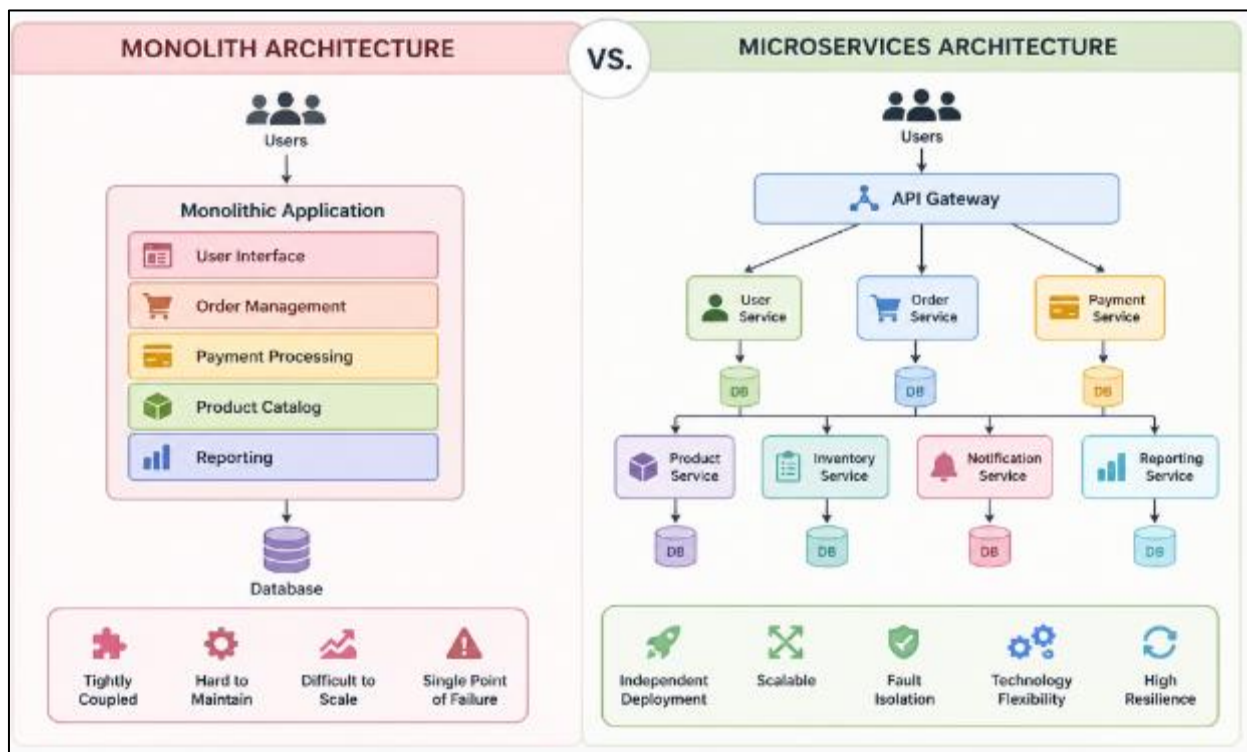 MONOLITH ARCHITECTURE
VS.
MICROSERVICES ARCHITECTURE
Users
Monolithic Application
User Interface
Order Management
Payment Processing
Product Catalog
Reporting
Database
Tightly
Coupled
Hard to
Maintain
Difficult to
Scale
Single Point
of Failure
Users
API Gateway
User
Service
Order
Service
Payment
Service
DB
DB
DB
Product
Service
Inventory
Service
Notification
Service
Reporting
Service
DB
DB
DB
DB
Independent
Deployment
Scalable
Fault
Isolation
Technology
Flexibility
High
Resilience